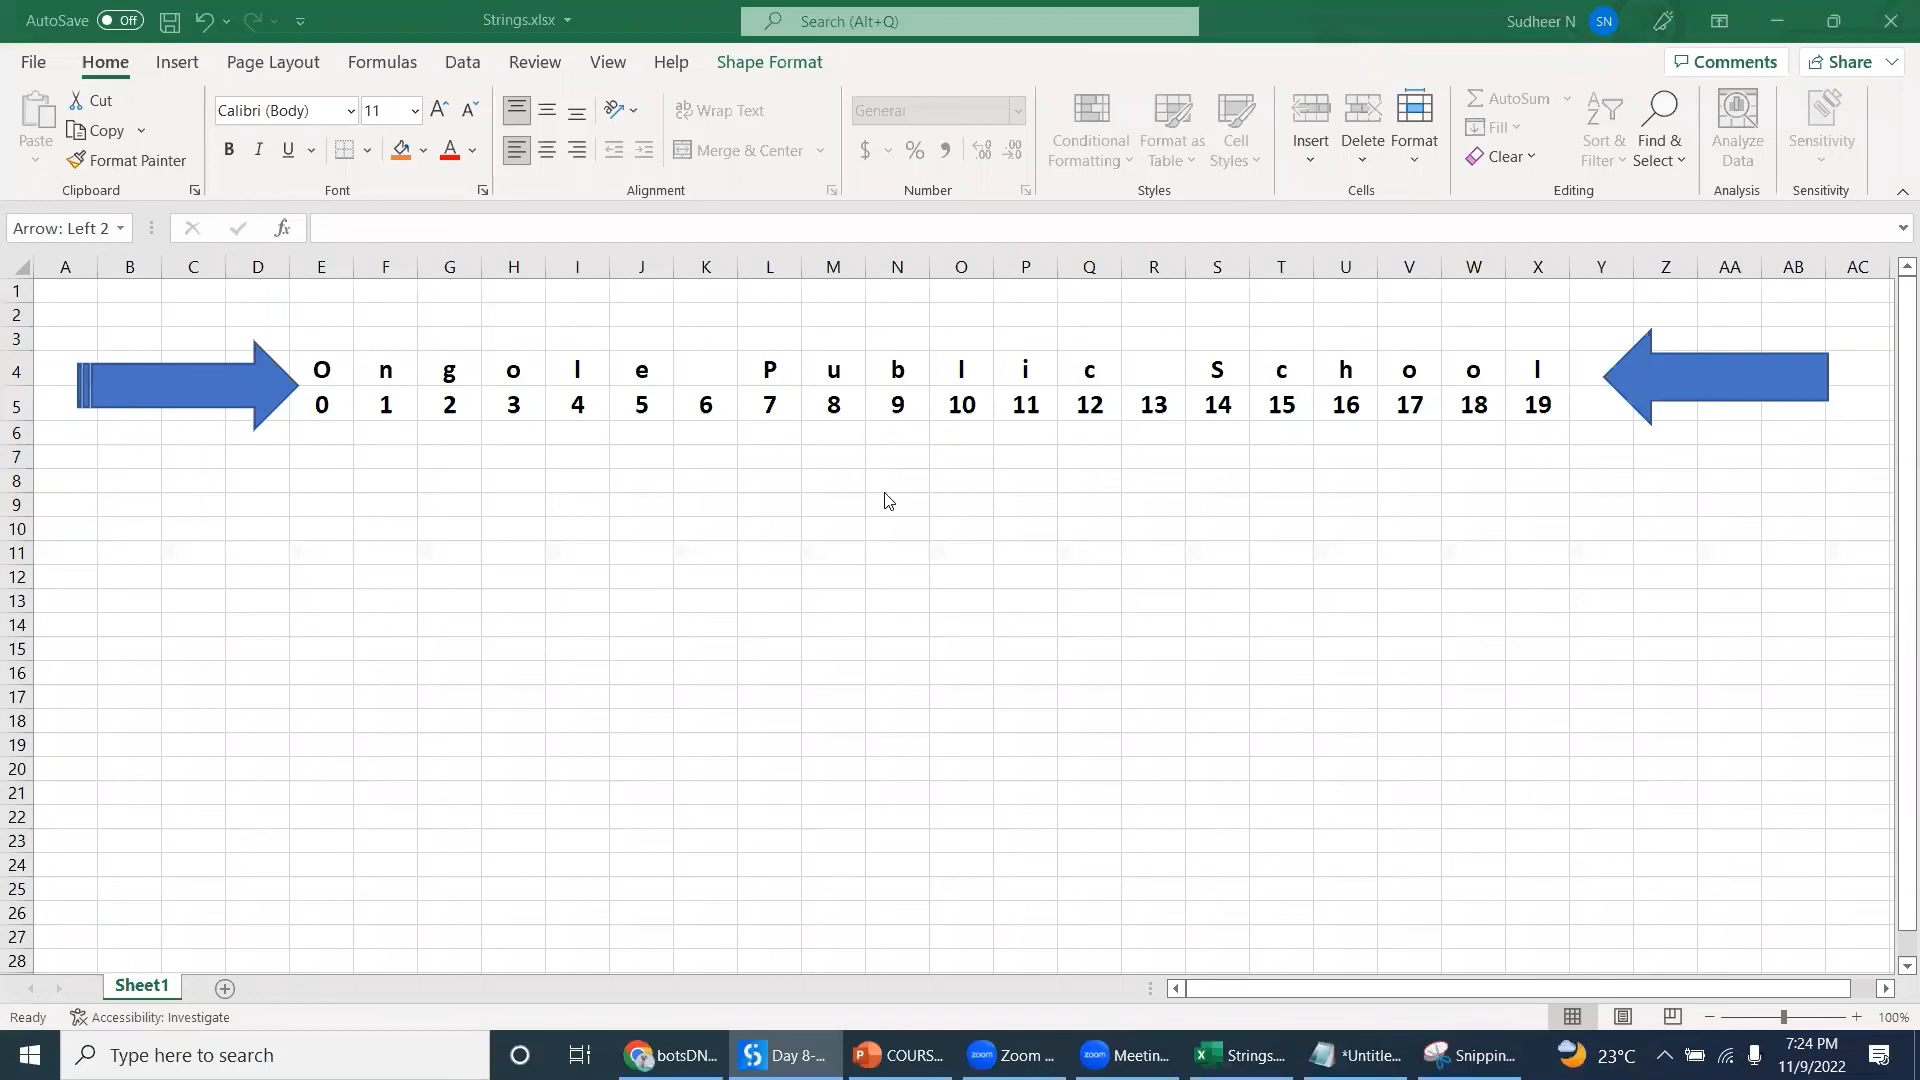 AutoSave Off Strings.xlsx Search (Alt+Q) Sudheer N SN
File Home Insert Page Layout Formulas Data Review View Help Shape Format Comments Share
Paste Cut Copy Format Painter Clipboard
Calibri (Body) 11 A A B I U A Font
ab Wrap Text Merge & Center Alignment
General $ % , Number
Conditional Formatting Format as Table Cell Styles Styles
Insert Delete Format Cells
AutoSum Fill Clear Sort & Filter Find & Select Editing
Analyze Data Analysis
Sensitivity Sensitivity
Arrow: Left 2 fx
A B C D E F G H I J K L M N O P Q R S T U V W X Y Z AA AB AC
1
2
3
4 O n g o l e P u b l i c S c h o o l
5 0 1 2 3 4 5 6 7 8 9 10 11 12 13 14 15 16 17 18 19
6
7
8
9
10
11
12
13
14
15
16
17
18
19
20
21
22
23
24
25
26
27
28
Sheet1
Ready Accessibility: Investigate 100%
Type here to search botsDN... Day 8-... COURS... zoom Zoom ... zoom Meetin... Strings.... *Untitle... Snippin... 23°C 7:24 PM
11/9/2022